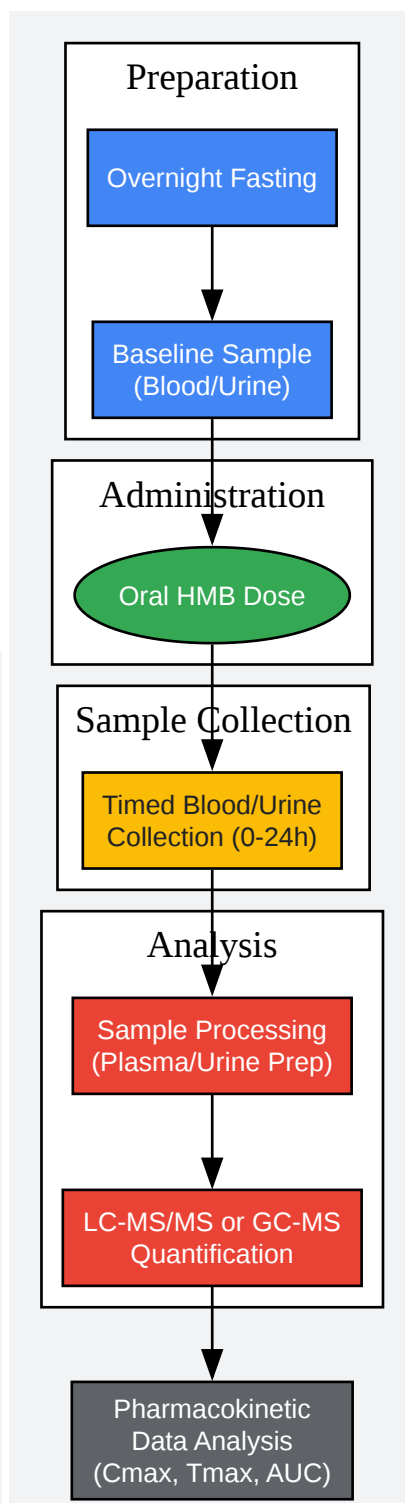 Preparation
Overnight Fasting
Baseline Sample
(Blood/Urine)
Administration
Oral HMB Dose
Sample Collection
Timed Blood/Urine
Collection (0-24h)
Analysis
Sample Processing
(Plasma/Urine Prep)
LC-MS/MS or GC-MS
Quantification
Pharmacokinetic
Data Analysis
(Cmax, Tmax, AUC)